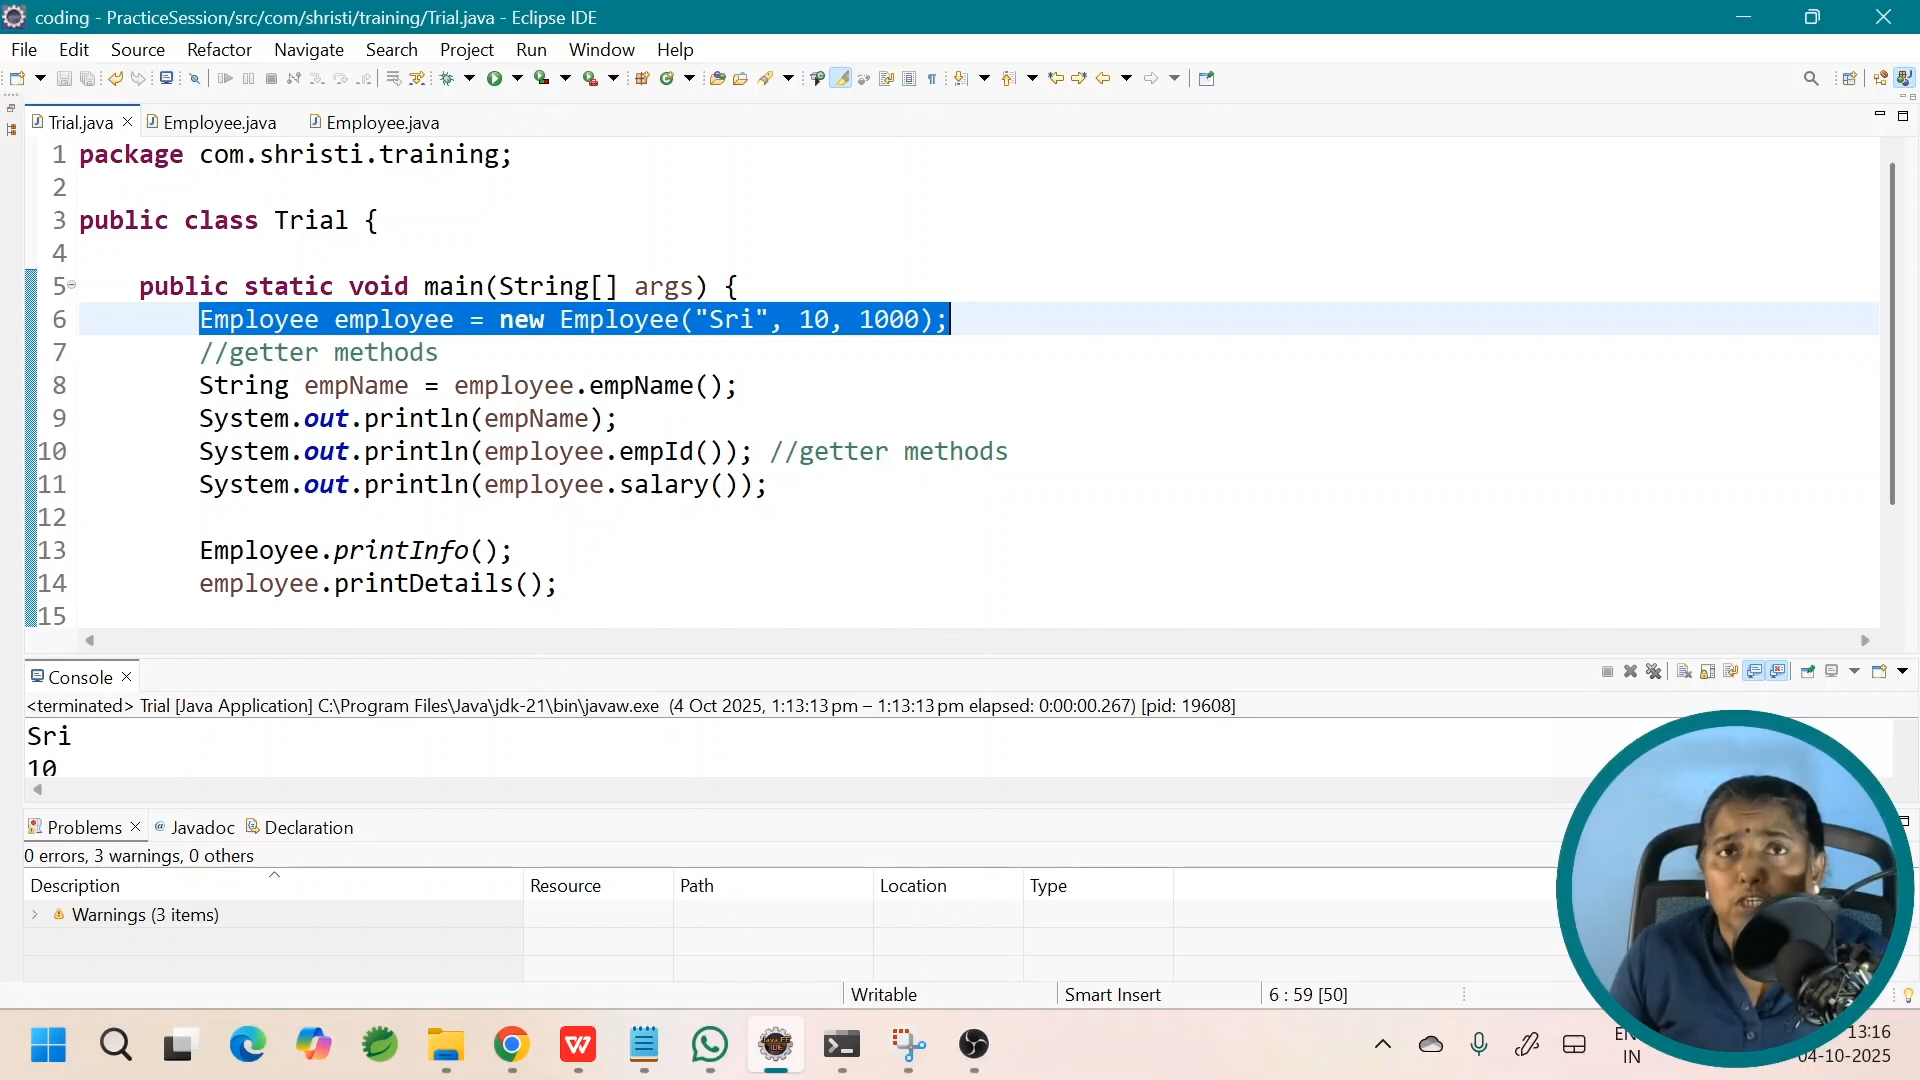 coding - PracticeSession/src/com/shristi/training/Trial.java - Eclipse IDE
File Edit Source Refactor Navigate Search Project Run Window Help
Trial.java Employee.java Employee.java
1 package com.shristi.training;
2
3 public class Trial {
4
5 public static void main(String[] args) {
6 Employee employee = new Employee("Sri", 10, 1000);
7 //getter methods
8 String empName = employee.empName();
9 System.out.println(empName);
10 System.out.println(employee.empId()); //getter methods
11 System.out.println(employee.salary());
12
13 Employee.printInfo();
14 employee.printDetails();
15
Console
<terminated> Trial [Java Application] C:\Program Files\Java\jdk-21\bin\javaw.exe (4 Oct 2025, 1:13:13 pm – 1:13:13 pm elapsed: 0:00:00.267) [pid: 19608]
Sri
10
Problems Javadoc Declaration
0 errors, 3 warnings, 0 others
Description Resource Path Location Type
Warnings (3 items)
Writable Smart Insert 6 : 59 [50]
IN
13:16
04-10-2025